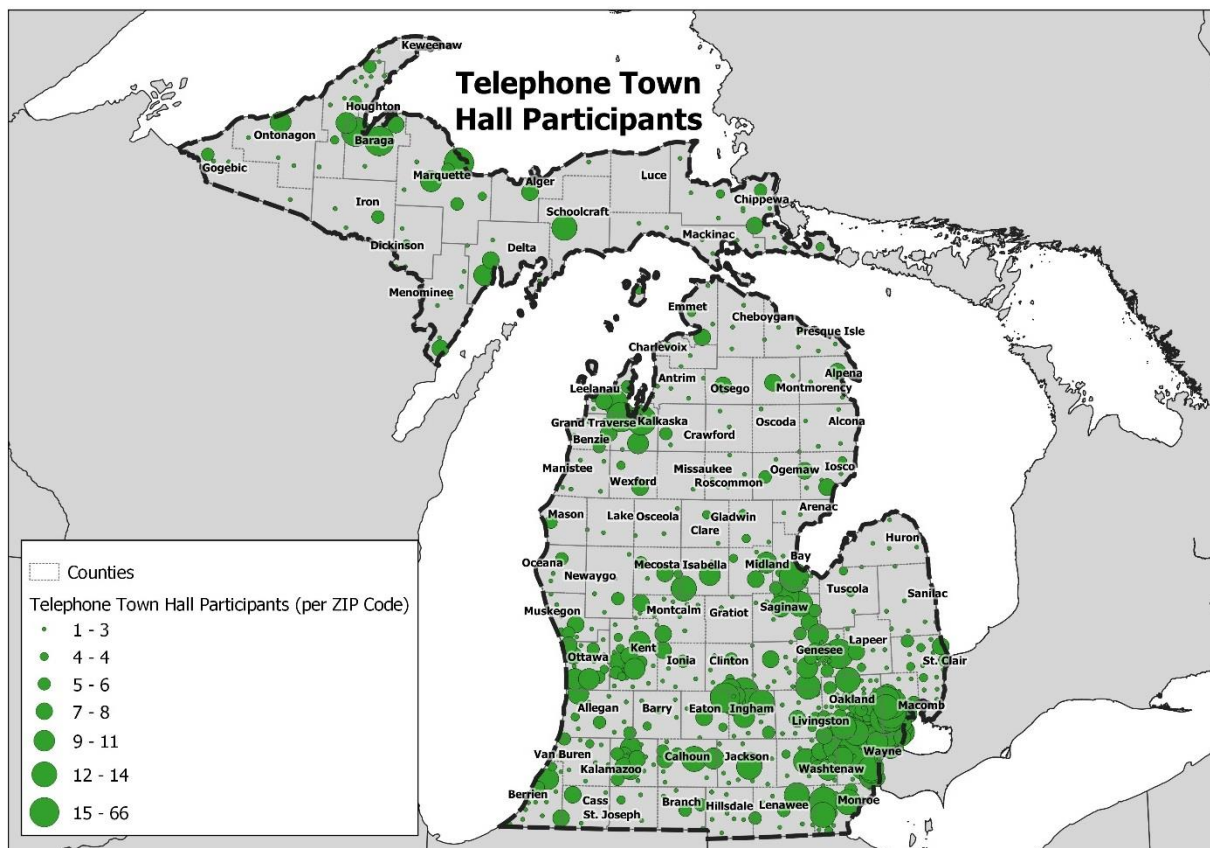 Telephone Town
Hall Participants
Keweenaw
Houghton
Ontonagon
Baraga
Gogebic
Marquette
Alger
Luce
Chippewa
Iron
Schoolcraft
Mackinac
Dickinson
Delta
Menominee
Emmet
Cheboygan
Presque Isle
Charlevoix
Antrim
Otsego
Montmorency
Alpena
Leelanau
Grand Traverse
Kalkaska
Crawford
Oscoda
Alcona
Benzie
Manistee
Wexford
Missaukee
Roscommon
Ogemaw
Iosco
Mason
Lake
Osceola
Clare
Gladwin
Arenac
Huron
Oceana
Newaygo
Mecosta
Isabella
Midland
Bay
Tuscola
Sanilac
Muskegon
Montcalm
Gratiot
Saginaw
Lapeer
Genesee
St. Clair
Ottawa
Kent
Ionia
Clinton
Oakland
Macomb
Allegan
Barry
Eaton
Ingham
Livingston
Wayne
Van Buren
Kalamazoo
Calhoun
Jackson
Washtenaw
Berrien
Cass
St. Joseph
Branch
Hillsdale
Lenawee
Monroe
Counties
Telephone Town Hall Participants (per ZIP Code)
1 - 3
4 - 4
5 - 6
7 - 8
9 - 11
12 - 14
15 - 66